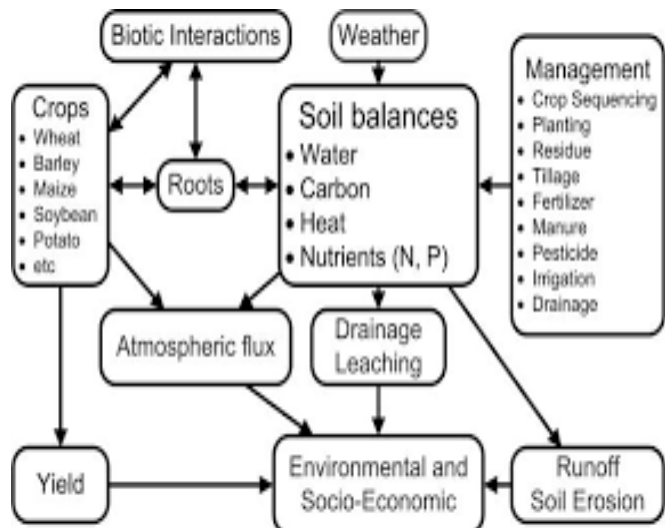 Biotic Interactions
Weather
Crops
• Wheat
• Barley
• Maize
• Soybean
• Potato
• etc
Roots
Soil balances
• Water
• Carbon
• Heat
• Nutrients (N, P)
Management
• Crop Sequencing
• Planting
• Residue
• Tillage
• Fertilizer
• Manure
• Pesticide
• Irrigation
• Drainage
Atmospheric flux
Drainage
Leaching
Yield
Environmental and
Socio-Economic
Runoff
Soil Erosion